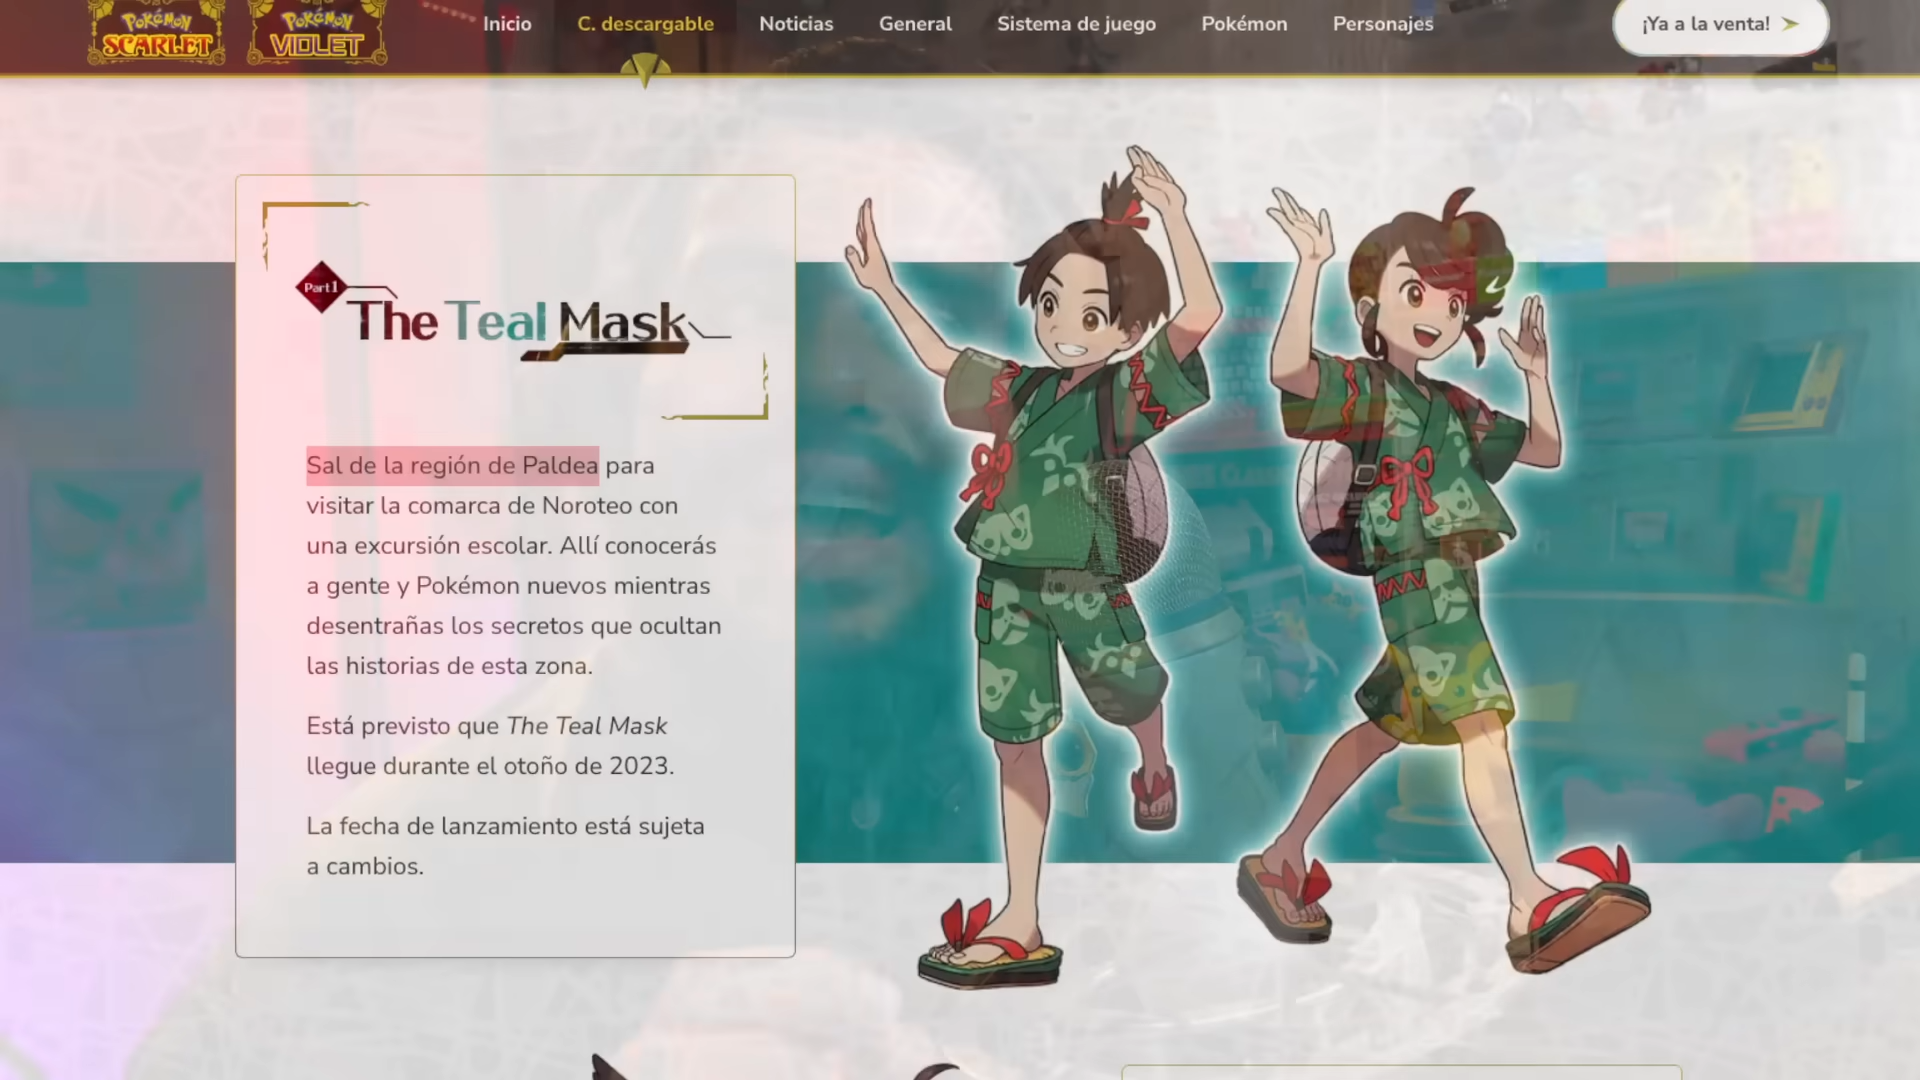 POKÉMON
SCARLET
POKÉMON
VIOLET
Inicio
C. descargable
Noticias
General
Sistema de juego
Pokémon
Personajes
¡Ya a la venta!
Part1
The Teal Mask
Sal de la región de Paldea para
visitar la comarca de Noroteo con
una excursión escolar. Allí conocerás
a gente y Pokémon nuevos mientras
desentrañas los secretos que ocultan
las historias de esta zona.
Está previsto que The Teal Mask
llegue durante el otoño de 2023.
La fecha de lanzamiento está sujeta
a cambios.